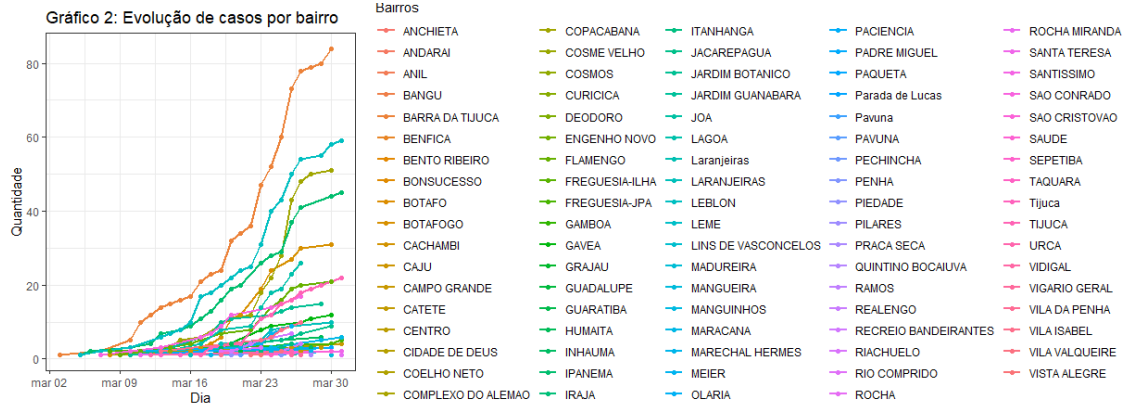 Gráfico 2: Evolução de casos por bairro
Quantidade
80
60
40
20
0
mar 02 mar 09 mar 16 mar 23 mar 30
Dia
Bairros
ANCHIETA
ANDARAI
ANIL
BANGU
BARRA DA TIJUCA
BENFICA
BENTO RIBEIRO
BONSUCESSO
BOTAFO
BOTAFOGO
CACHAMBI
CAJU
CAMPO GRANDE
CATETE
CENTRO
CIDADE DE DEUS
COELHO NETO
COMPLEXO DO ALEMAO
COPACABANA
COSME VELHO
COSMOS
CURICICA
DEODORO
ENGENHO NOVO
FLAMENGO
FREGUESIA-ILHA
FREGUESIA-JPA
GAMBOA
GAVEA
GRAJAU
GUADALUPE
GUARATIBA
HUMAITA
INHAUMA
IPANEMA
IRAJA
ITANHANGA
JACAREPAGUA
JARDIM BOTANICO
JARDIM GUANABARA
JOA
LAGOA
Laranjeiras
LARANJEIRAS
LEBLON
LEME
LINS DE VASCONCELOS
MADUREIRA
MANGUEIRA
MANGUINHOS
MARACANA
MARECHAL HERMES
MEIER
OLARIA
PACIENCIA
PADRE MIGUEL
PAQUETA
Parada de Lucas
Pavuna
PAVUNA
PECHINCHA
PENHA
PIEDADE
PILARES
PRACA SECA
QUINTINO BOCAIUVA
RAMOS
REALENGO
RECREIO BANDEIRANTES
RIACHUELO
RIO COMPRIDO
ROCHA
ROCHA MIRANDA
SANTA TERESA
SANTISSIMO
SAO CONRADO
SAO CRISTOVAO
SAUDE
SEPETIBA
TAQUARA
Tijuca
TIJUCA
URCA
VIDIGAL
VIGARIO GERAL
VILA DA PENHA
VILA ISABEL
VILA VALQUEIRE
VISTA ALEGRE